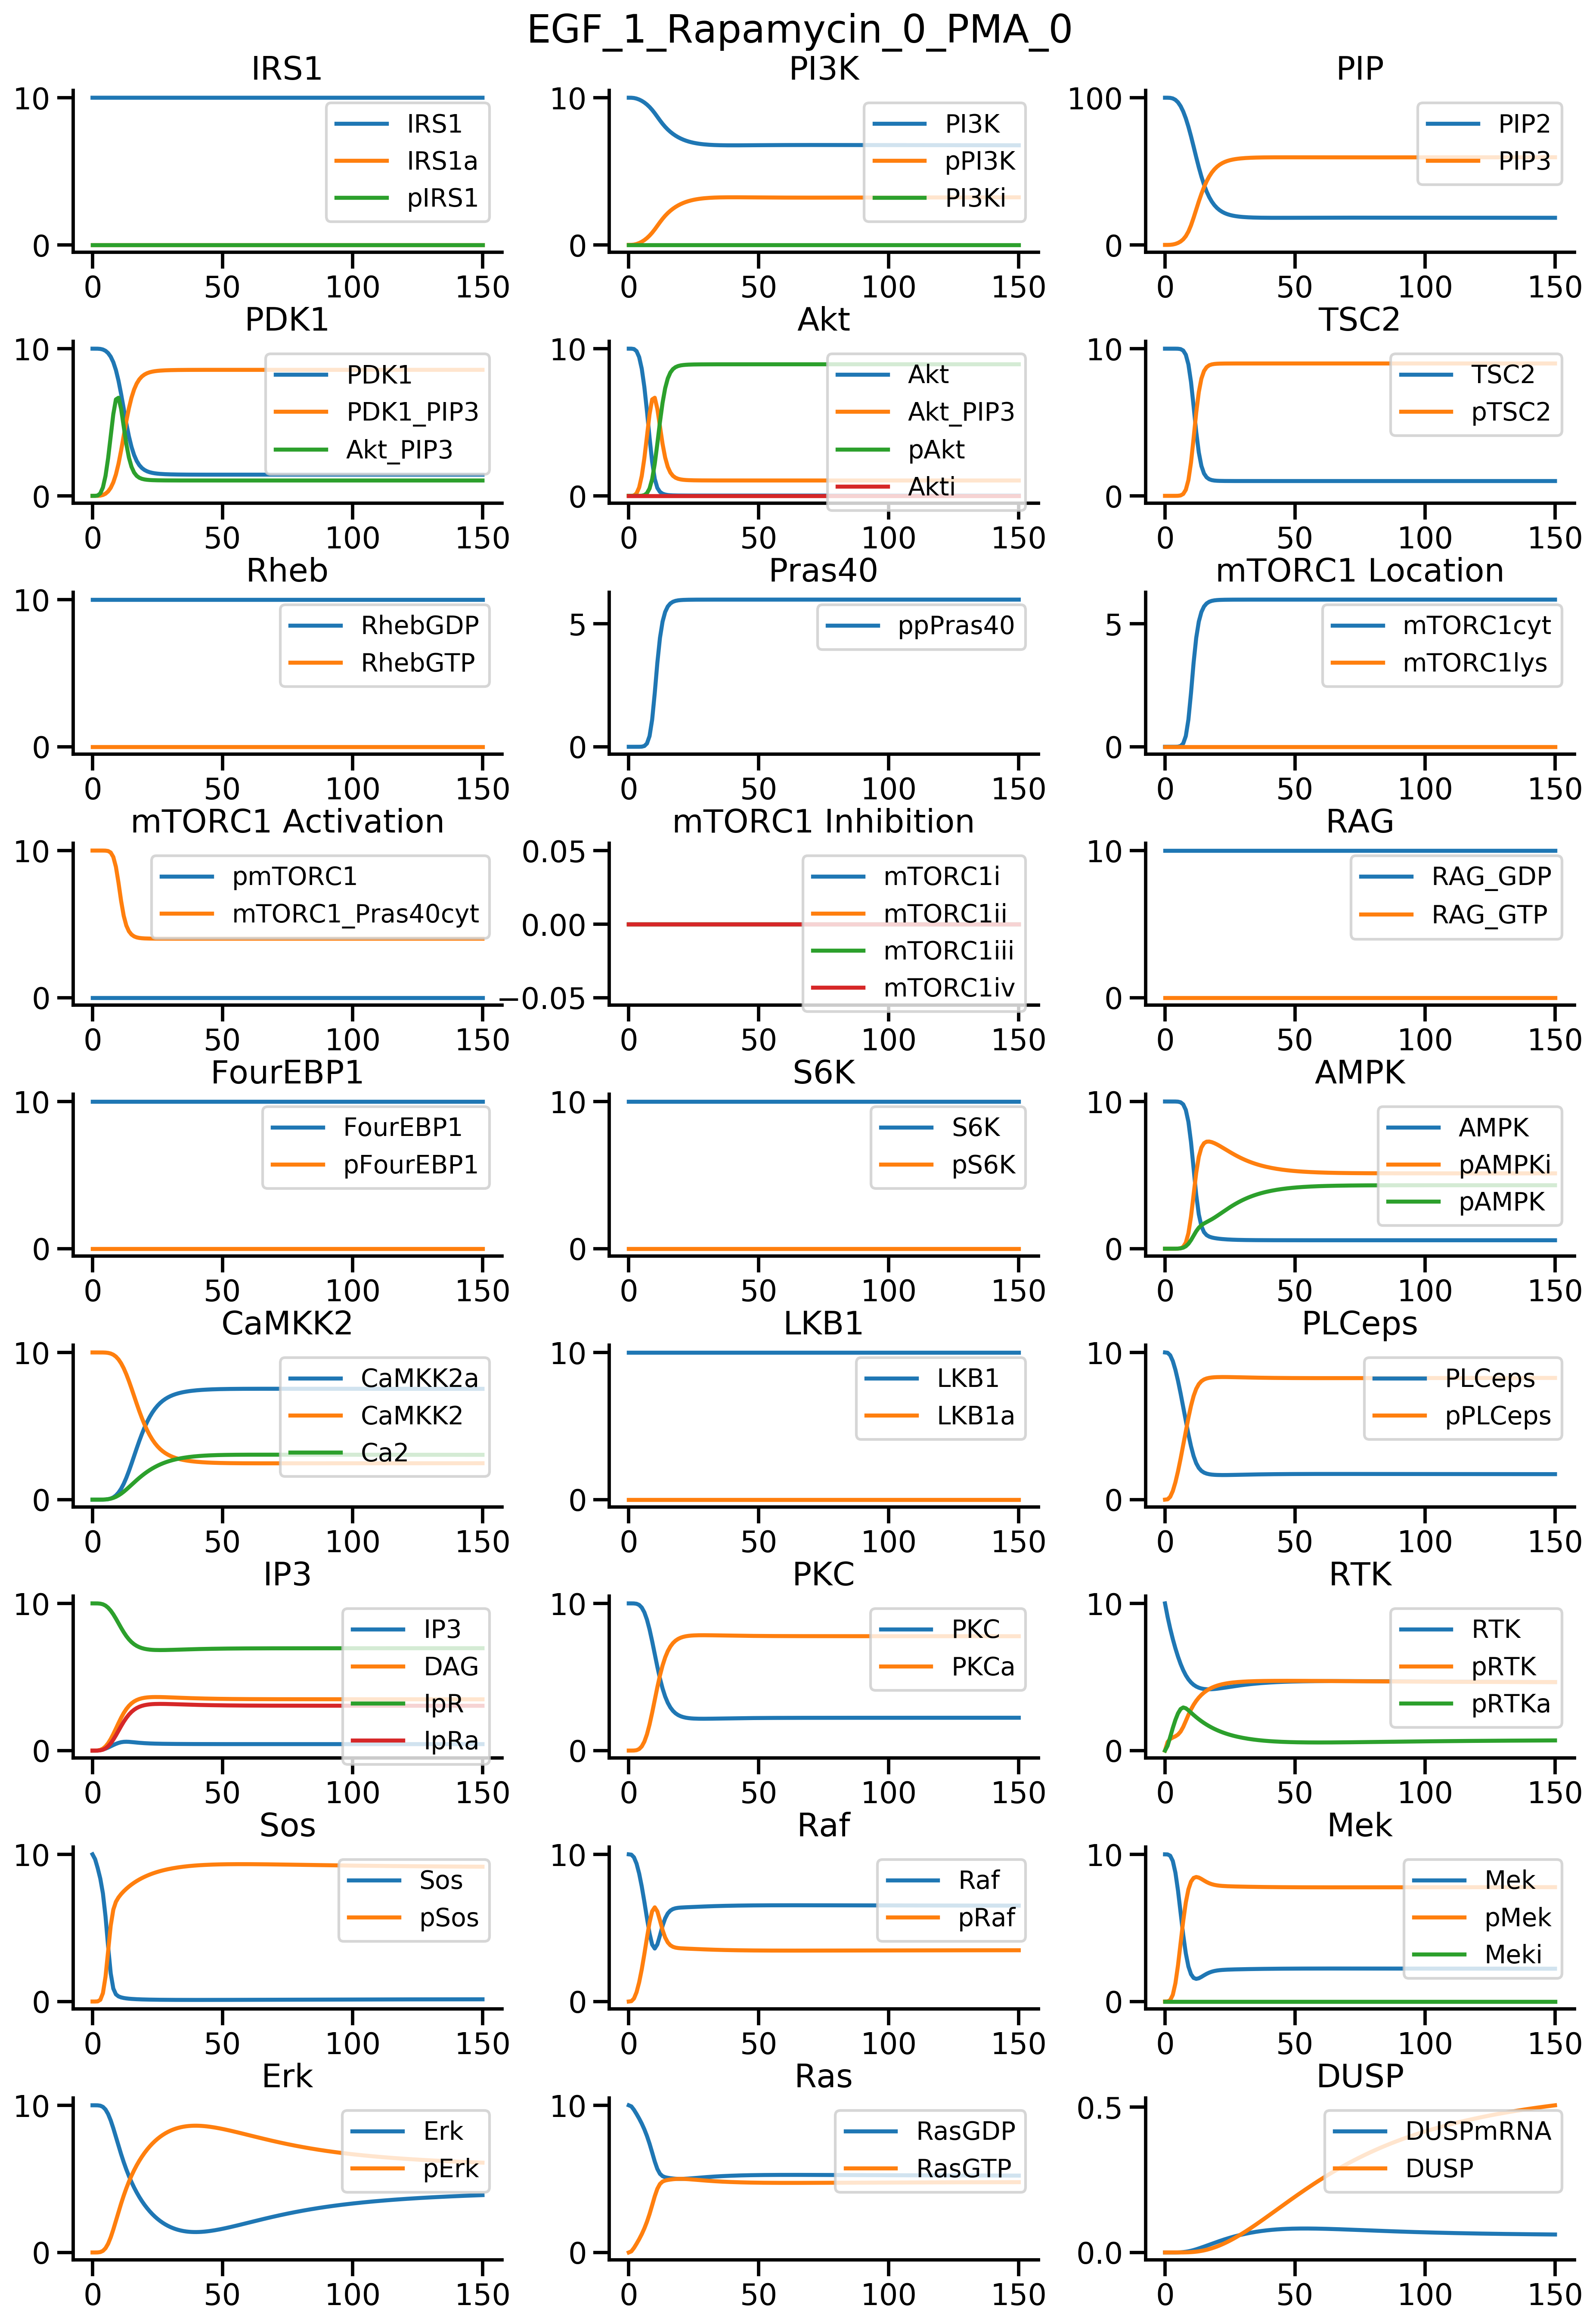 EGF_1_Rapamycin_0_PMA_0
IRS1 PI3K PIP
10 10 100
IRS1 PI3K PIP2
IRS1a pPI3K PIP3
pIRS1 PI3Ki
0 0 0
0 50 100 150 0 50 100 150 0 50 100 150
PDK1 Akt TSC2
10 10 10
PDK1 Akt TSC2
PDK1_PIP3 Akt_PIP3 pTSC2
Akt_PIP3 pAkt
Akti
0 0 0
0 50 100 150 0 50 100 150 0 50 100 150
Rheb Pras40 mTORC1 Location
10 5 5
RhebGDP ppPras40 mTORC1cyt
RhebGTP mTORC1lys
0 0 0
0 50 100 150 0 50 100 150 0 50 100 150
mTORC1 Activation mTORC1 Inhibition RAG
10 0.05 10
pmTORC1 mTORC1i RAG_GDP
mTORC1_Pras40cyt mTORC1ii RAG_GTP
0.00
mTORC1iii
mTORC1iv
0 −0.05 0
0 50 100 150 0 50 100 150 0 50 100 150
FourEBP1 S6K AMPK
10 10 10
FourEBP1 S6K AMPK
pFourEBP1 pS6K pAMPKi
pAMPK
0 0 0
0 50 100 150 0 50 100 150 0 50 100 150
CaMKK2 LKB1 PLCeps
10 10 10
CaMKK2a LKB1 PLCeps
CaMKK2 LKB1a pPLCeps
Ca2
0 0 0
0 50 100 150 0 50 100 150 0 50 100 150
IP3 PKC RTK
10 10 10
IP3 PKC RTK
DAG PKCa pRTK
IpR pRTKa
IpRa
0 0 0
0 50 100 150 0 50 100 150 0 50 100 150
Sos Raf Mek
10 10 10
Sos Raf Mek
pSos pRaf pMek
Meki
0 0 0
0 50 100 150 0 50 100 150 0 50 100 150
Erk Ras DUSP
10 10 0.5
Erk RasGDP DUSPmRNA
pErk RasGTP DUSP
0 0 0.0
0 50 100 150 0 50 100 150 0 50 100 150